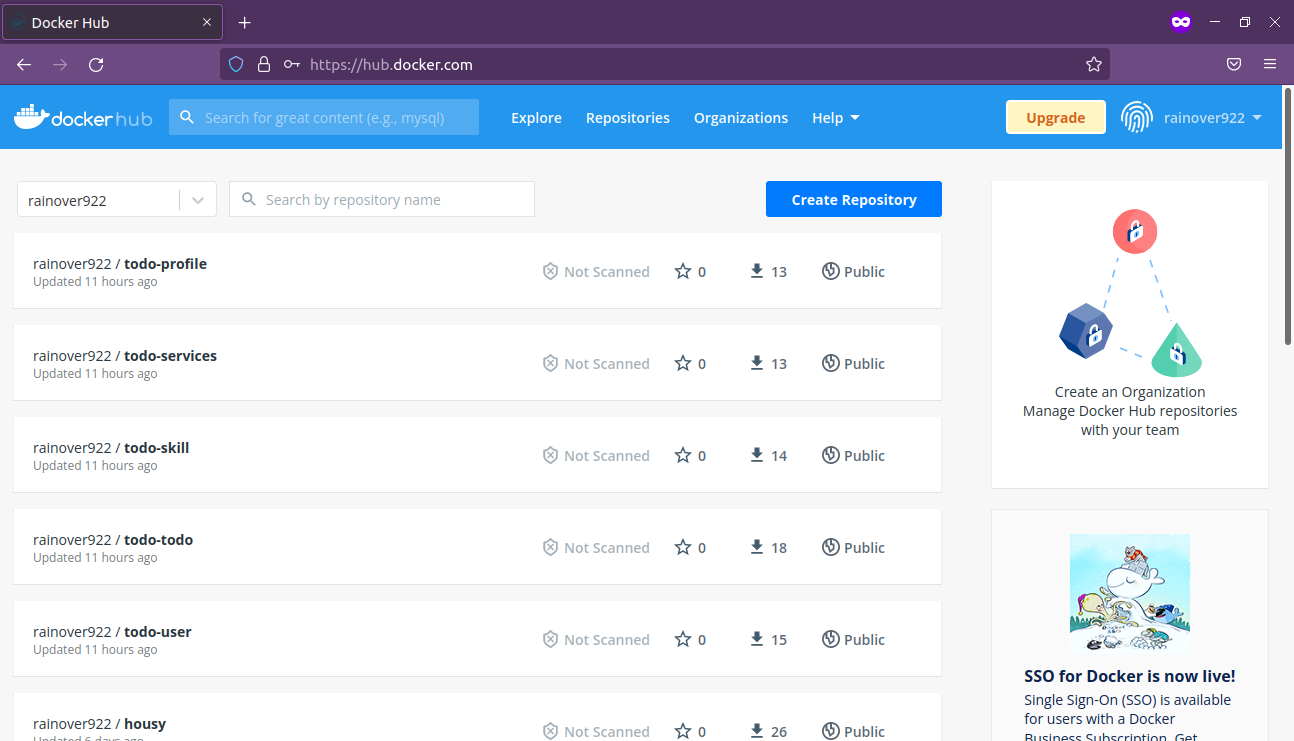 Docker Hub
https://hub.docker.com
docker hub
Search for great content (e.g., mysql)
Explore
Repositories
Organizations
Help
Upgrade
rainover922
rainover922
Search by repository name
Create Repository
rainover922 / todo-profile
Updated 11 hours ago
Not Scanned
0
13
Public
rainover922 / todo-services
Updated 11 hours ago
Not Scanned
0
13
Public
rainover922 / todo-skill
Updated 11 hours ago
Not Scanned
0
14
Public
rainover922 / todo-todo
Updated 11 hours ago
Not Scanned
0
18
Public
rainover922 / todo-user
Updated 11 hours ago
Not Scanned
0
15
Public
rainover922 / housy
Updated 6 days ago
Not Scanned
0
26
Public
Create an Organization
Manage Docker Hub repositories
with your team
SSO for Docker is now live!
Single Sign-On (SSO) is available
for users with a Docker
Business Subscription. Get